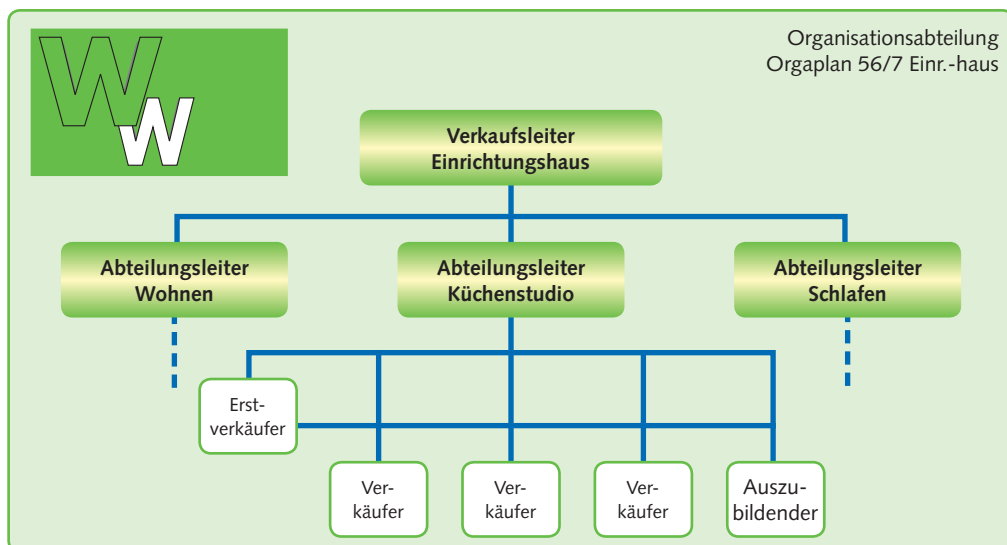 W
W
Organisationsabteilung
Orgaplan 56/7 Einr.-haus
Verkaufsleiter
Einrichtungshaus
Abteilungsleiter
Wohnen
Abteilungsleiter
Küchenstudio
Abteilungsleiter
Schlafen
Erst-
verkäufer
Ver-
käufer
Ver-
käufer
Ver-
käufer
Auszu-
bildender